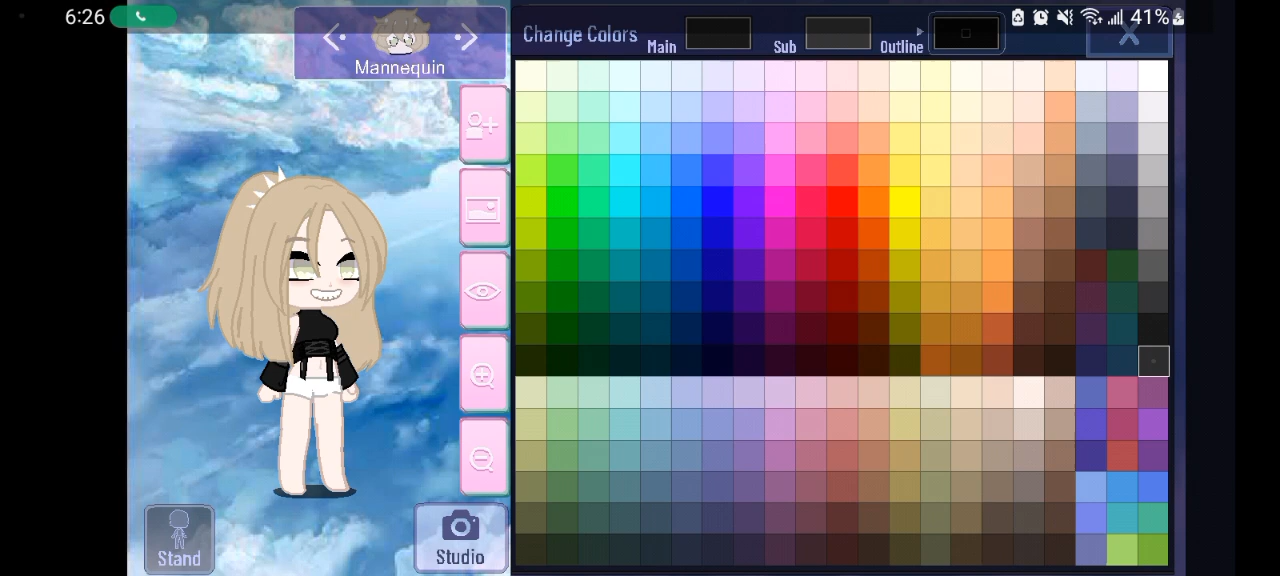 6:26
41%
Mannequin
Change Colors
Main
Sub
Outline
X
Stand
Studio